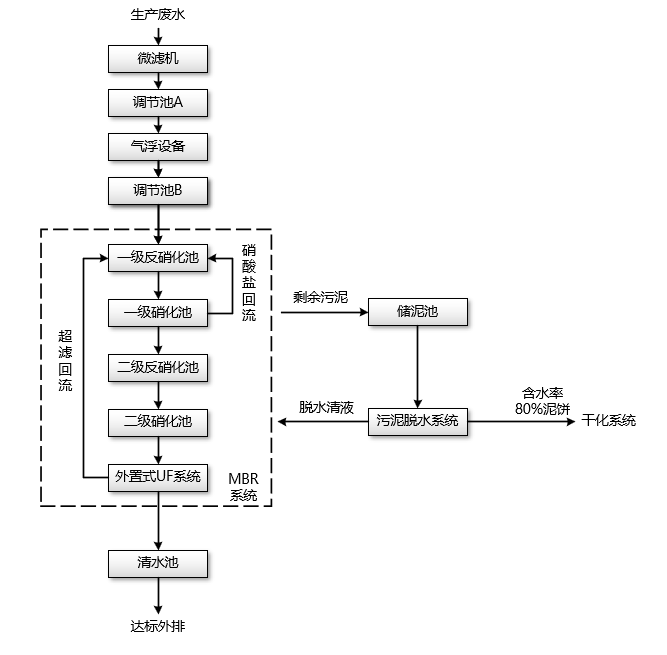 生产废水
微滤机
调节池A
气浮设备
调节池B
一级反硝化池
硝酸盐回流
一级硝化池
剩余污泥
储泥池
超滤回流
二级反硝化池
二级硝化池
脱水清液
污泥脱水系统
含水率
80%泥饼
干化系统
外置式UF系统
MBR
系统
清水池
达标外排